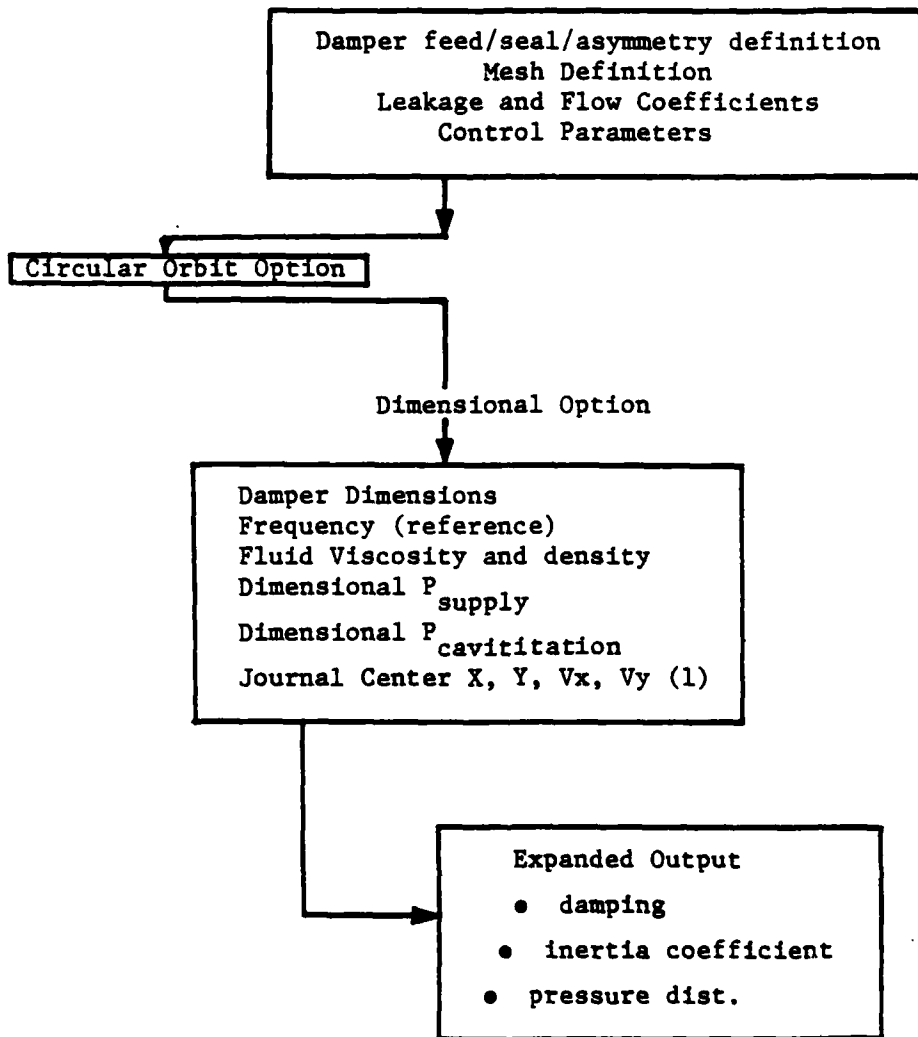 Damper feed/seal/asymmetry definition
Mesh Definition
Leakage and Flow Coefficients
Control Parameters
Circular Orbit Option
Dimensional Option
Damper Dimensions
Frequency (reference)
Fluid Viscosity and density
Dimensional P supply
Dimensional P cavititation
Journal Center X, Y, Vx, Vy (1)
Expanded Output
• damping
• inertia coefficient
• pressure dist.